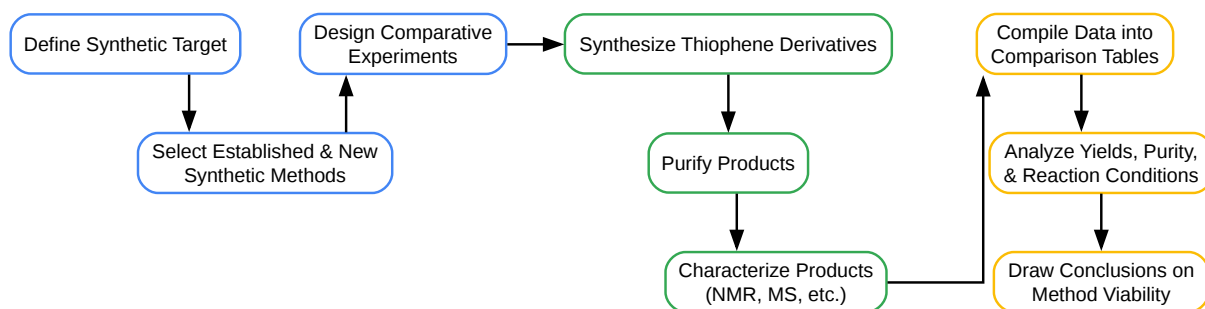 Define Synthetic Target
Select Established & New
Synthetic Methods
Design Comparative
Experiments
Synthesize Thiophene Derivatives
Purify Products
Characterize Products
(NMR, MS, etc.)
Compile Data into
Comparison Tables
Analyze Yields, Purity,
& Reaction Conditions
Draw Conclusions on
Method Viability